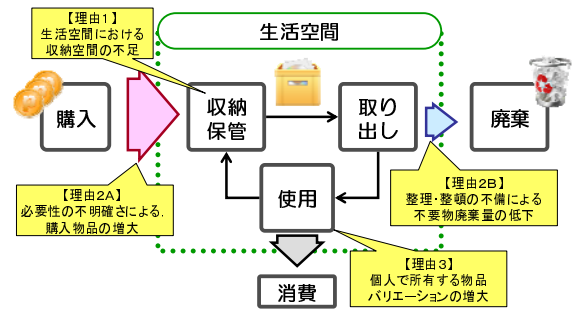 【理由1】
生活空間における
収納空間の不足
生活空間
購入
収納
保管
取り
出し
廃棄
【理由2A】
必要性の不明確さによる.
購入物品の増大
使用
【理由2B】
整理・整頓の不備による
不要物廃棄量の低下
【理由３】
個人で所有する物品
バリエーションの増大
消費